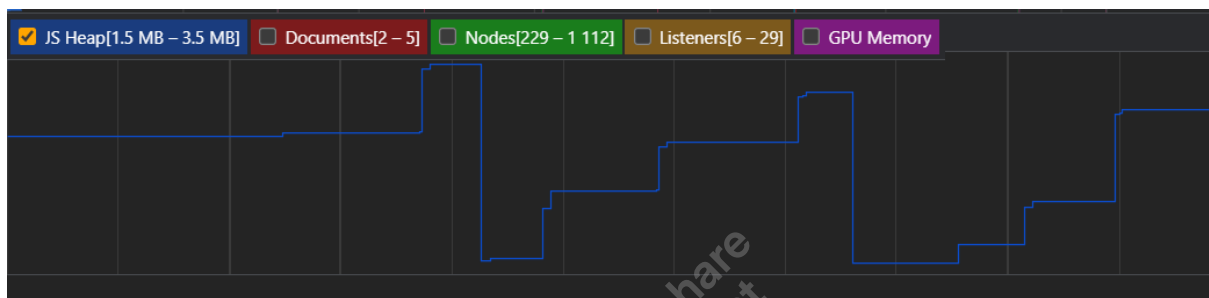 JS Heap[1.5 MB – 3.5 MB] Documents[2 – 5] Nodes[229 – 1 112] Listeners[6 – 29] GPU Memory
hare